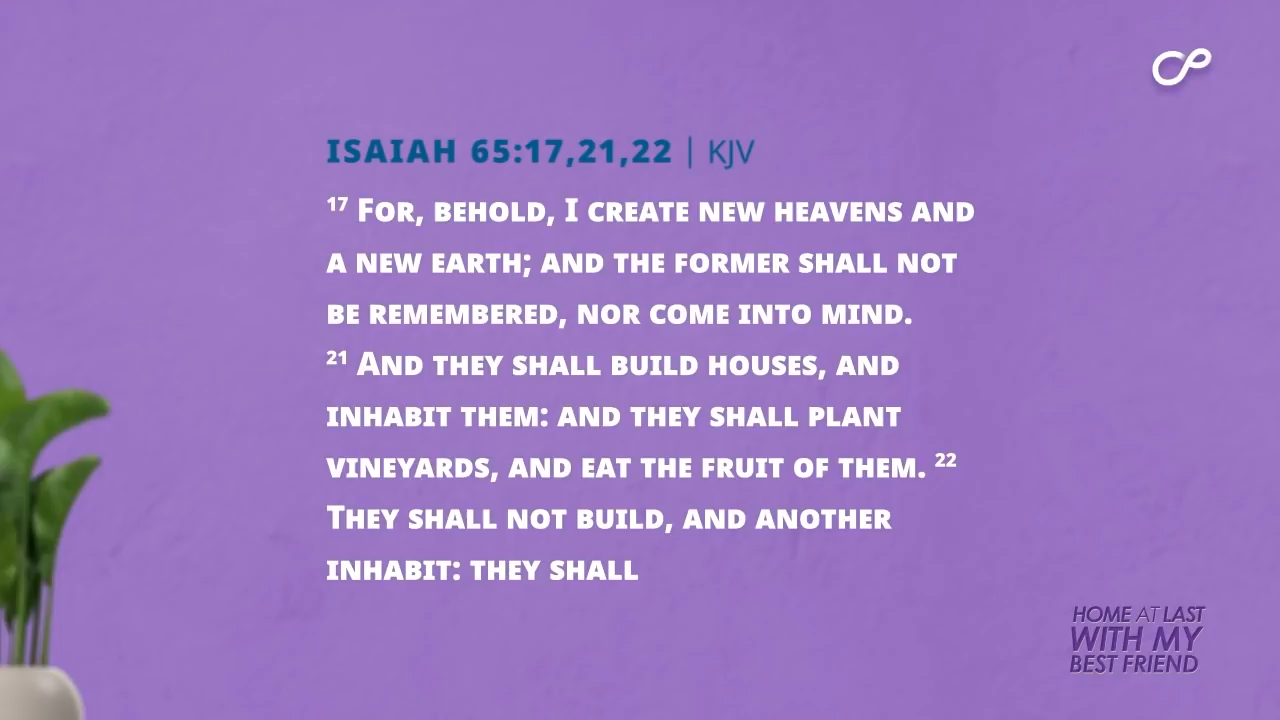 ISAIAH 65:17,21,22 | KJV
17 FOR, BEHOLD, I CREATE NEW HEAVENS AND
A NEW EARTH; AND THE FORMER SHALL NOT
BE REMEMBERED, NOR COME INTO MIND.
21 AND THEY SHALL BUILD HOUSES, AND
INHABIT THEM: AND THEY SHALL PLANT
VINEYARDS, AND EAT THE FRUIT OF THEM. 22
THEY SHALL NOT BUILD, AND ANOTHER
INHABIT: THEY SHALL
HOME AT LAST
WITH MY
BEST FRIEND